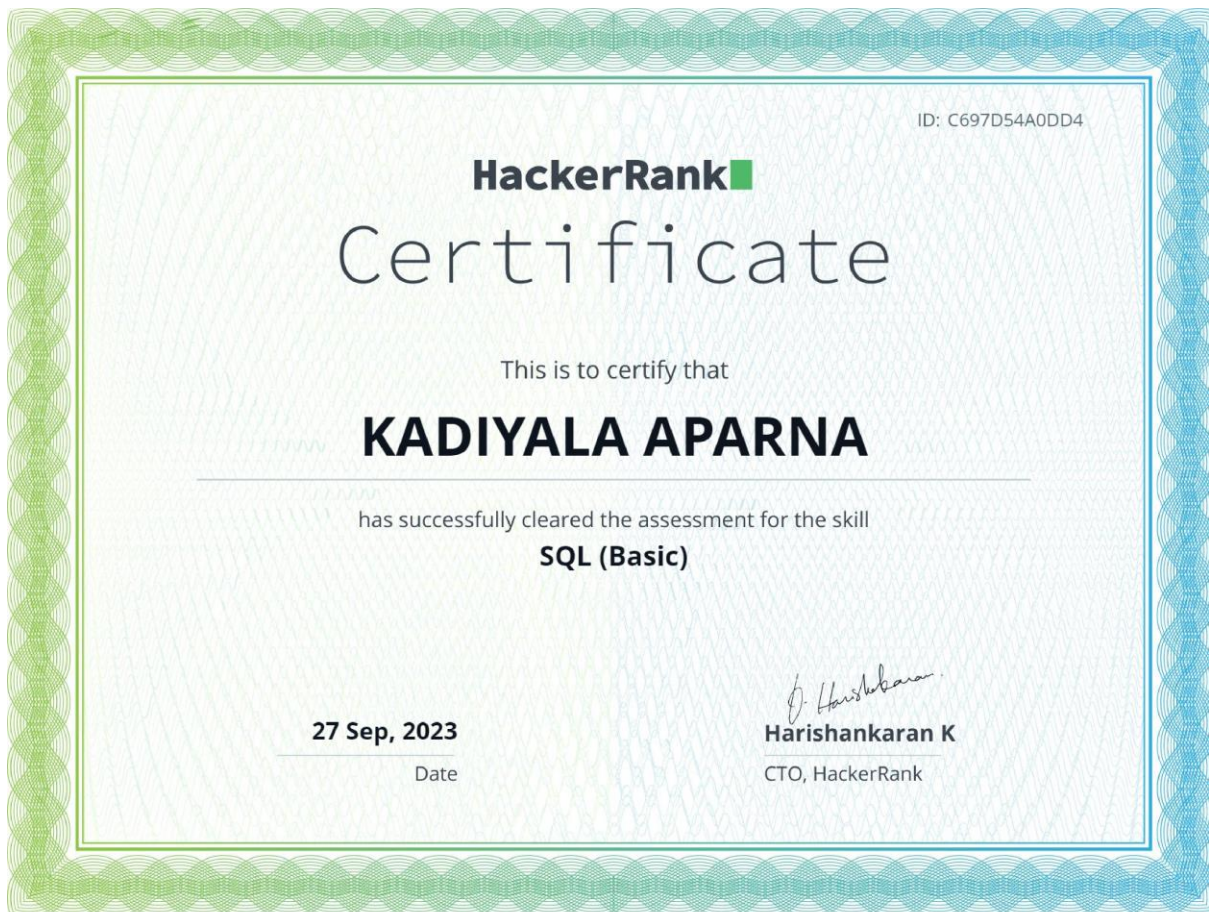 ID: C697D54A0DD4
HackerRank
Certificate
This is to certify that
KADIYALA APARNA
has successfully cleared the assessment for the skill
SQL (Basic)
27 Sep, 2023
Date
Harishankaran K
CTO, HackerRank